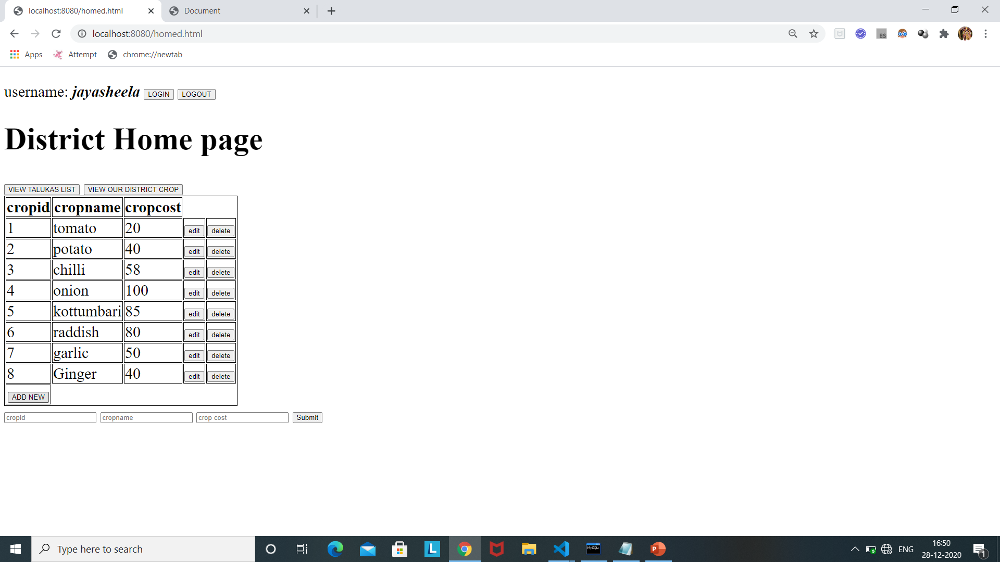 localhost:8080/homed.html
Document
localhost:8080/homed.html
ES
Apps
Attempt
chrome://newtab
username: jayasheela LOGIN LOGOUT
District Home page
VIEW TALUKAS LIST VIEW OUR DISTRICT CROP
cropid cropname cropcost
1 tomato 20 edit delete
2 potato 40 edit delete
3 chilli 58 edit delete
4 onion 100 edit delete
5 kottumbari 85 edit delete
6 raddish 80 edit delete
7 garlic 50 edit delete
8 Ginger 40 edit delete
ADD NEW
cropid cropname crop cost Submit
Type here to search
L
MySQL
P
ENG
16:50
28-12-2020
1